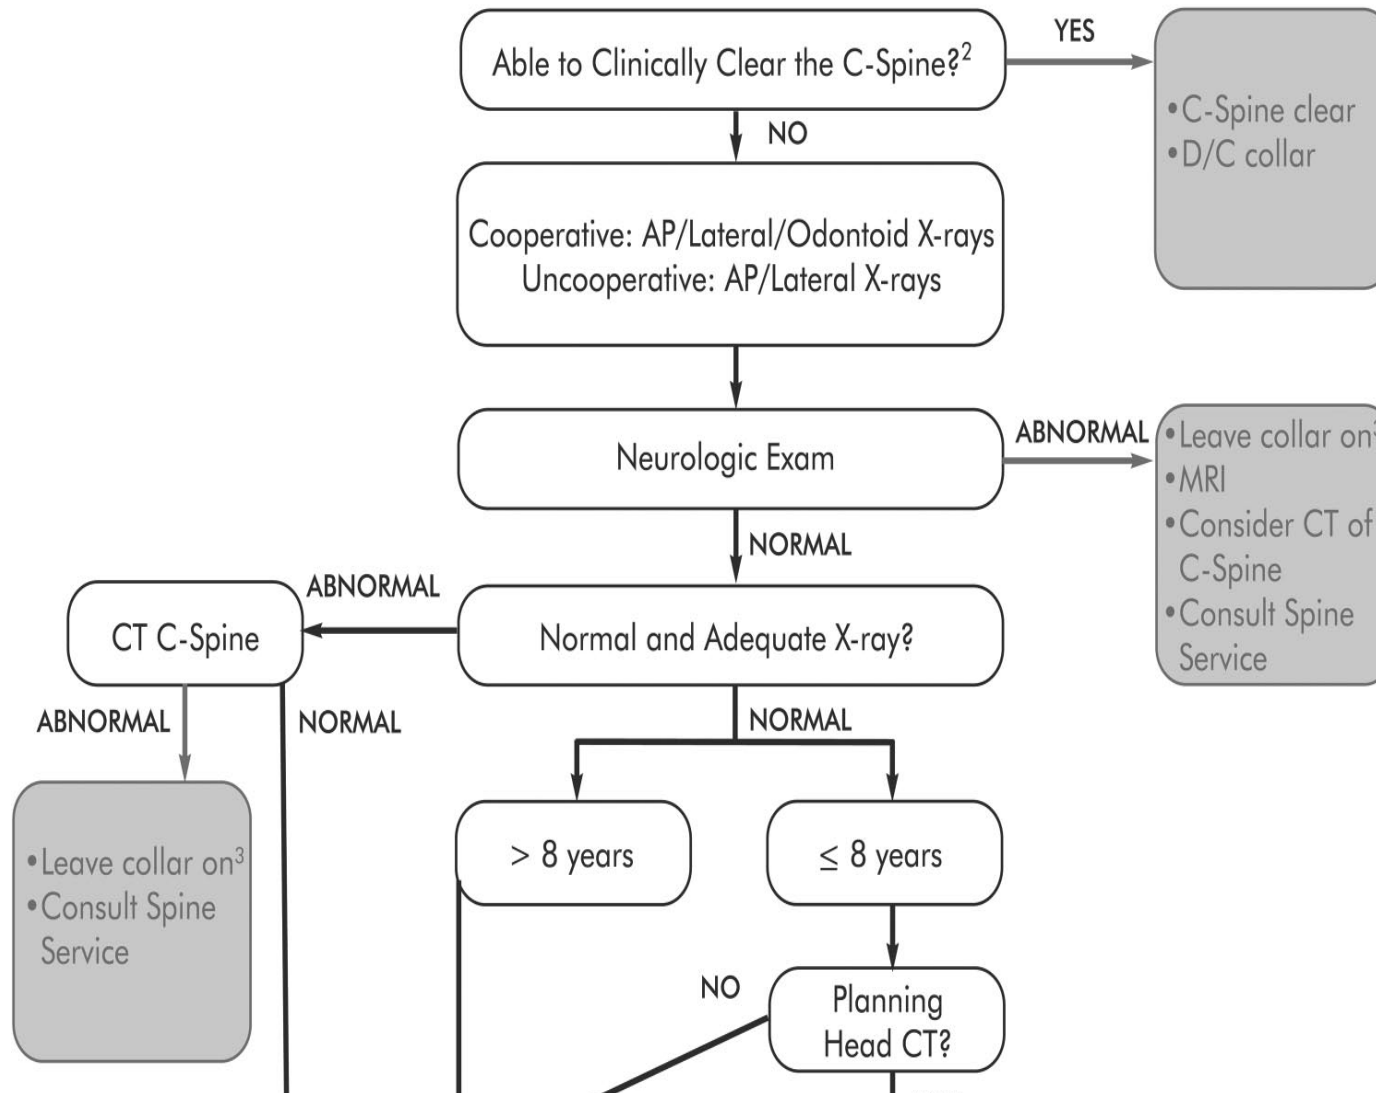 Able to Clinically Clear the C-Spine?²
YES
• C-Spine clear
• D/C collar
NO
Cooperative: AP/Lateral/Odontoid X-rays
Uncooperative: AP/Lateral X-rays
Neurologic Exam
ABNORMAL
• Leave collar on
• MRI
• Consider CT of
C-Spine
• Consult Spine
Service
NORMAL
Normal and Adequate X-ray?
ABNORMAL
CT C-Spine
ABNORMAL
NORMAL
NORMAL
• Leave collar on³
• Consult Spine
Service
> 8 years
≤ 8 years
NO
Planning
Head CT?